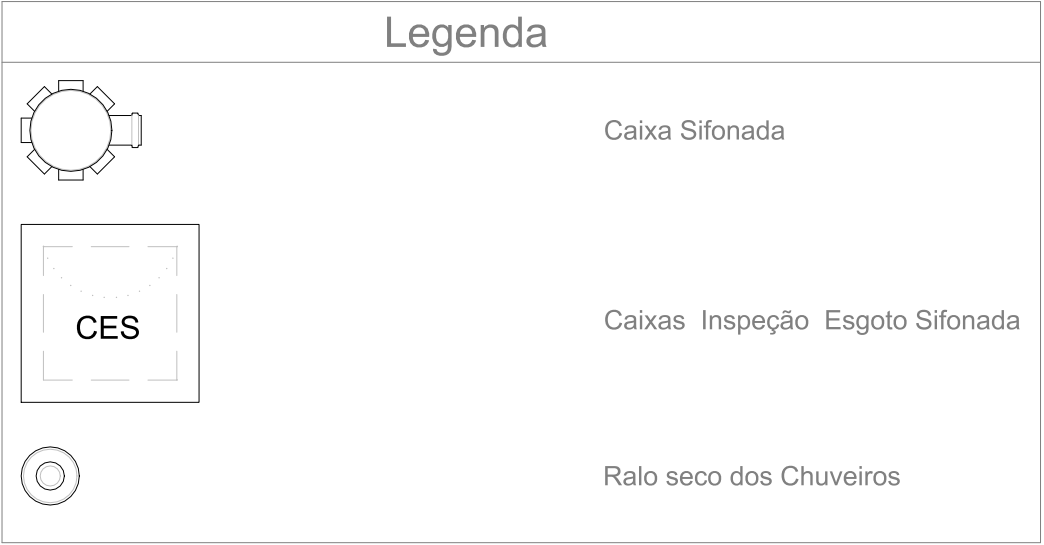 Legenda
Caixa Sifonada
CES
Caixas Inspeção Esgoto Sifonada
Ralo seco dos Chuveiros